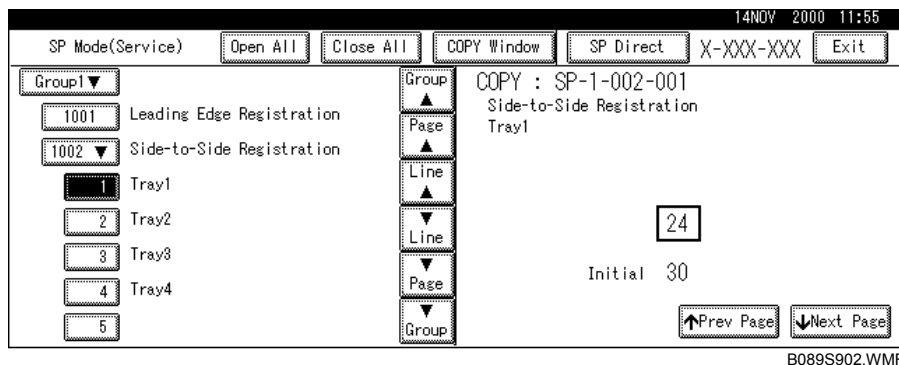 14NOV 2000 11:55
SP Mode(Service) Open All Close All COPY Window SP Direct X-XXX-XXX Exit
Group1▼
1001 Leading Edge Registration
1002 ▼ Side-to-Side Registration
1 Tray1
2 Tray2
3 Tray3
4 Tray4
5
Group
▲
Page
▲
Line
▲
▼
Line
▼
Page
▼
Group
COPY : SP-1-002-001
Side-to-Side Registration
Tray1
24
Initial 30
↑Prev Page ↓Next Page
B089S902.WMF